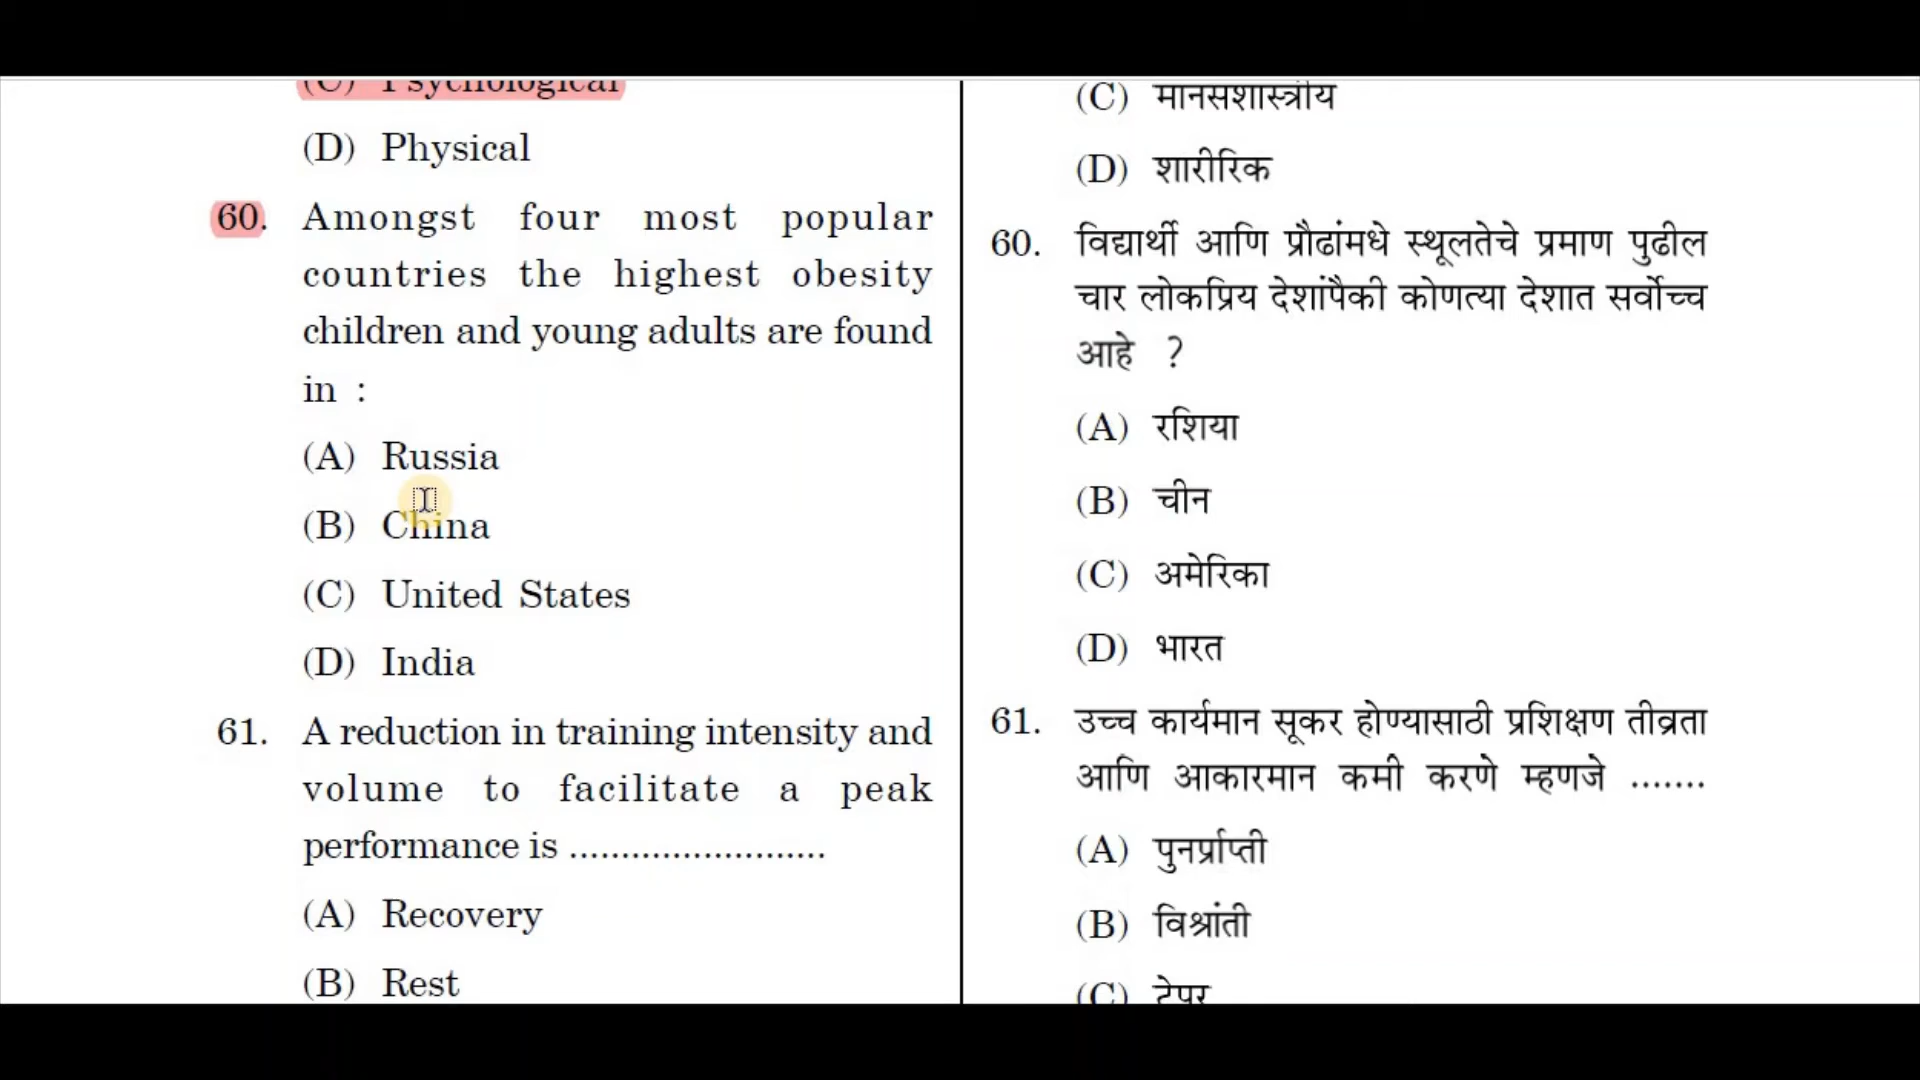 (C) Psychological
(D) Physical
60. Amongst four most popular
countries the highest obesity
children and young adults are found
in :
(A) Russia
(B) China
(C) United States
(D) India
61. A reduction in training intensity and
volume to facilitate a peak
performance is .........................
(A) Recovery
(B) Rest
(C) मानसशास्त्रीय
(D) शारीरिक
60. विद्यार्थी आणि प्रौढांमधे स्थूलतेचे प्रमाण पुढील
चार लोकप्रिय देशांपैकी कोणत्या देशात सर्वोच्च
आहे ?
(A) रशिया
(B) चीन
(C) अमेरिका
(D) भारत
61. उच्च कार्यमान सूकर होण्यासाठी प्रशिक्षण तीव्रता
आणि आकारमान कमी करणे म्हणजे .......
(A) पुनर्प्राप्ती
(B) विश्रांती
(C) टेपर